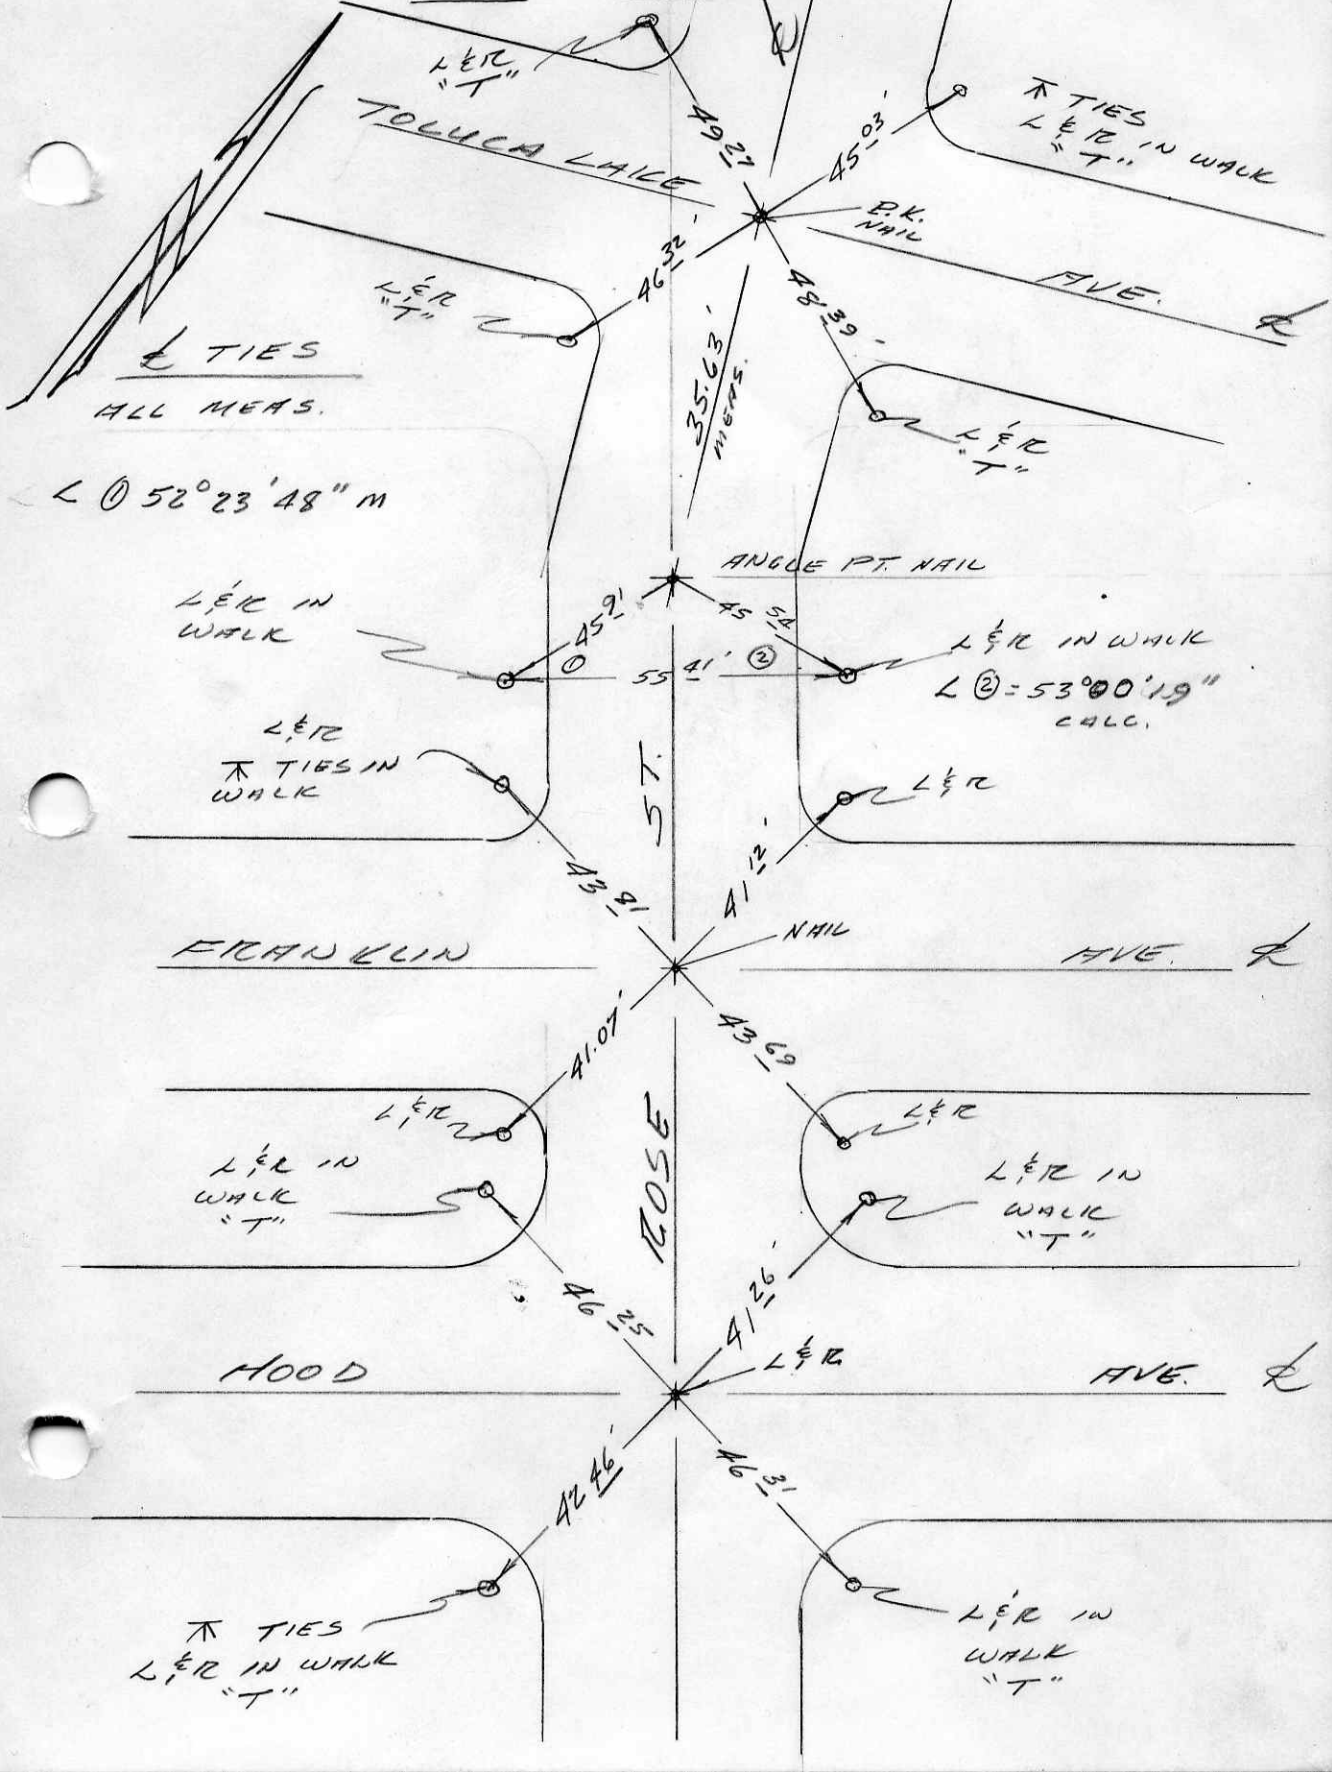 L&R
"T"
TOLUCA LAKE
℄
49 27
45 03'
⊼ TIES
L&R IN WALK
"T"
P.K.
NAIL
46 32'
48 39
AVE. ℄
L&R
"T"
35.63'
MEAS.
℄ TIES
ALL MEAS.
L&R
"T"
∠ ① 52° 23' 48" M
ANGLE PT. NAIL
L&R IN
WALK
45 91
45 54
①
55 41'
②
L&R IN WALK
∠ ② = 53° 00' 19"
CALC.
L&R
⊼ TIES IN
WALK
ST.
L&R
43 81
41 12'
NAIL
FRANKLIN
AVE. ℄
41.07'
43 69
L&R
L&R
L&R IN
WALK
"T"
ROSE
L&R IN
WALK
"T"
46 25
41 26'
L&R
HOOD
AVE. ℄
42 46'
46 31
⊼ TIES
L&R IN WALK
"T"
L&R IN
WALK
"T"